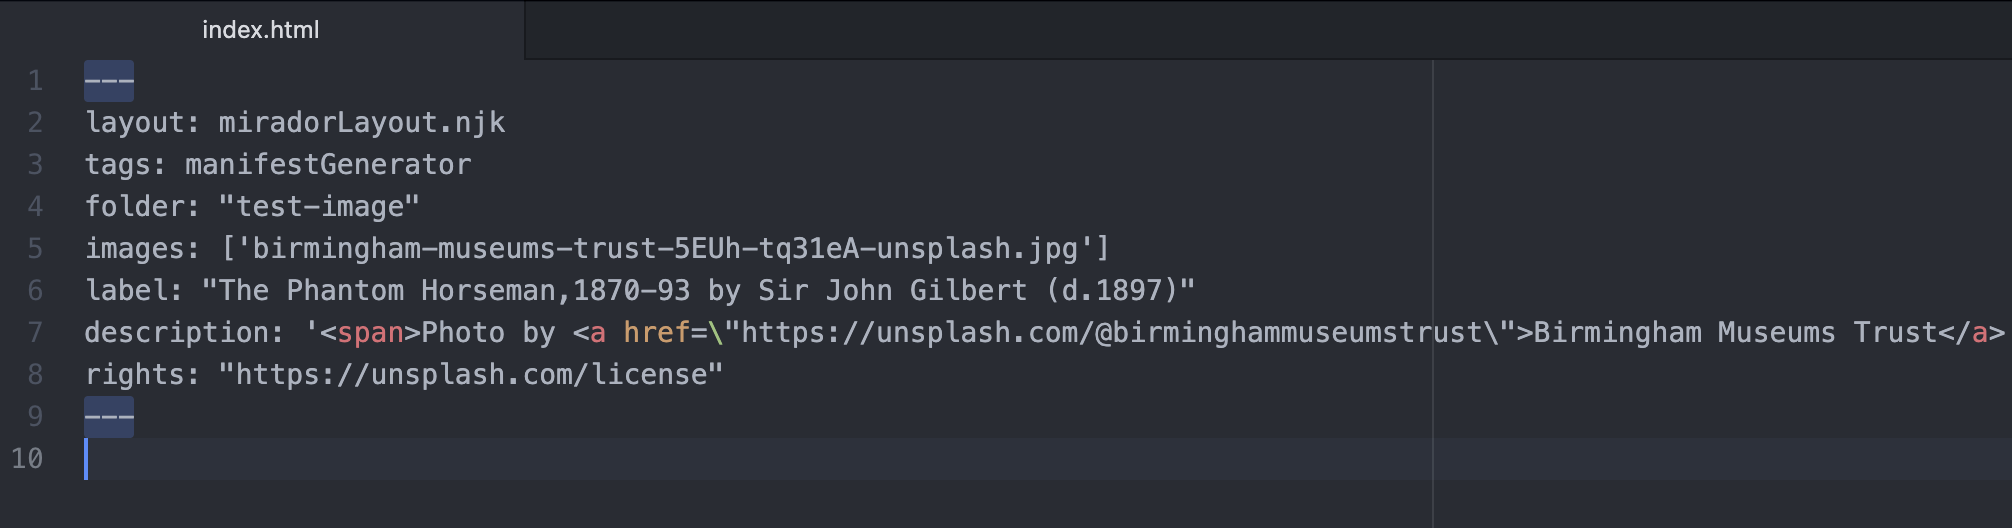 index.html
1 ---
2 layout: miradorLayout.njk
3 tags: manifestGenerator
4 folder: "test-image"
5 images: ['birmingham-museums-trust-5EUh-tq31eA-unsplash.jpg']
6 label: "The Phantom Horseman,1870-93 by Sir John Gilbert (d.1897)"
7 description: '<span>Photo by <a href=\"https://unsplash.com/@birminghammuseumstrust\">Birmingham Museums Trust</a>
8 rights: "https://unsplash.com/license"
9 ---
10